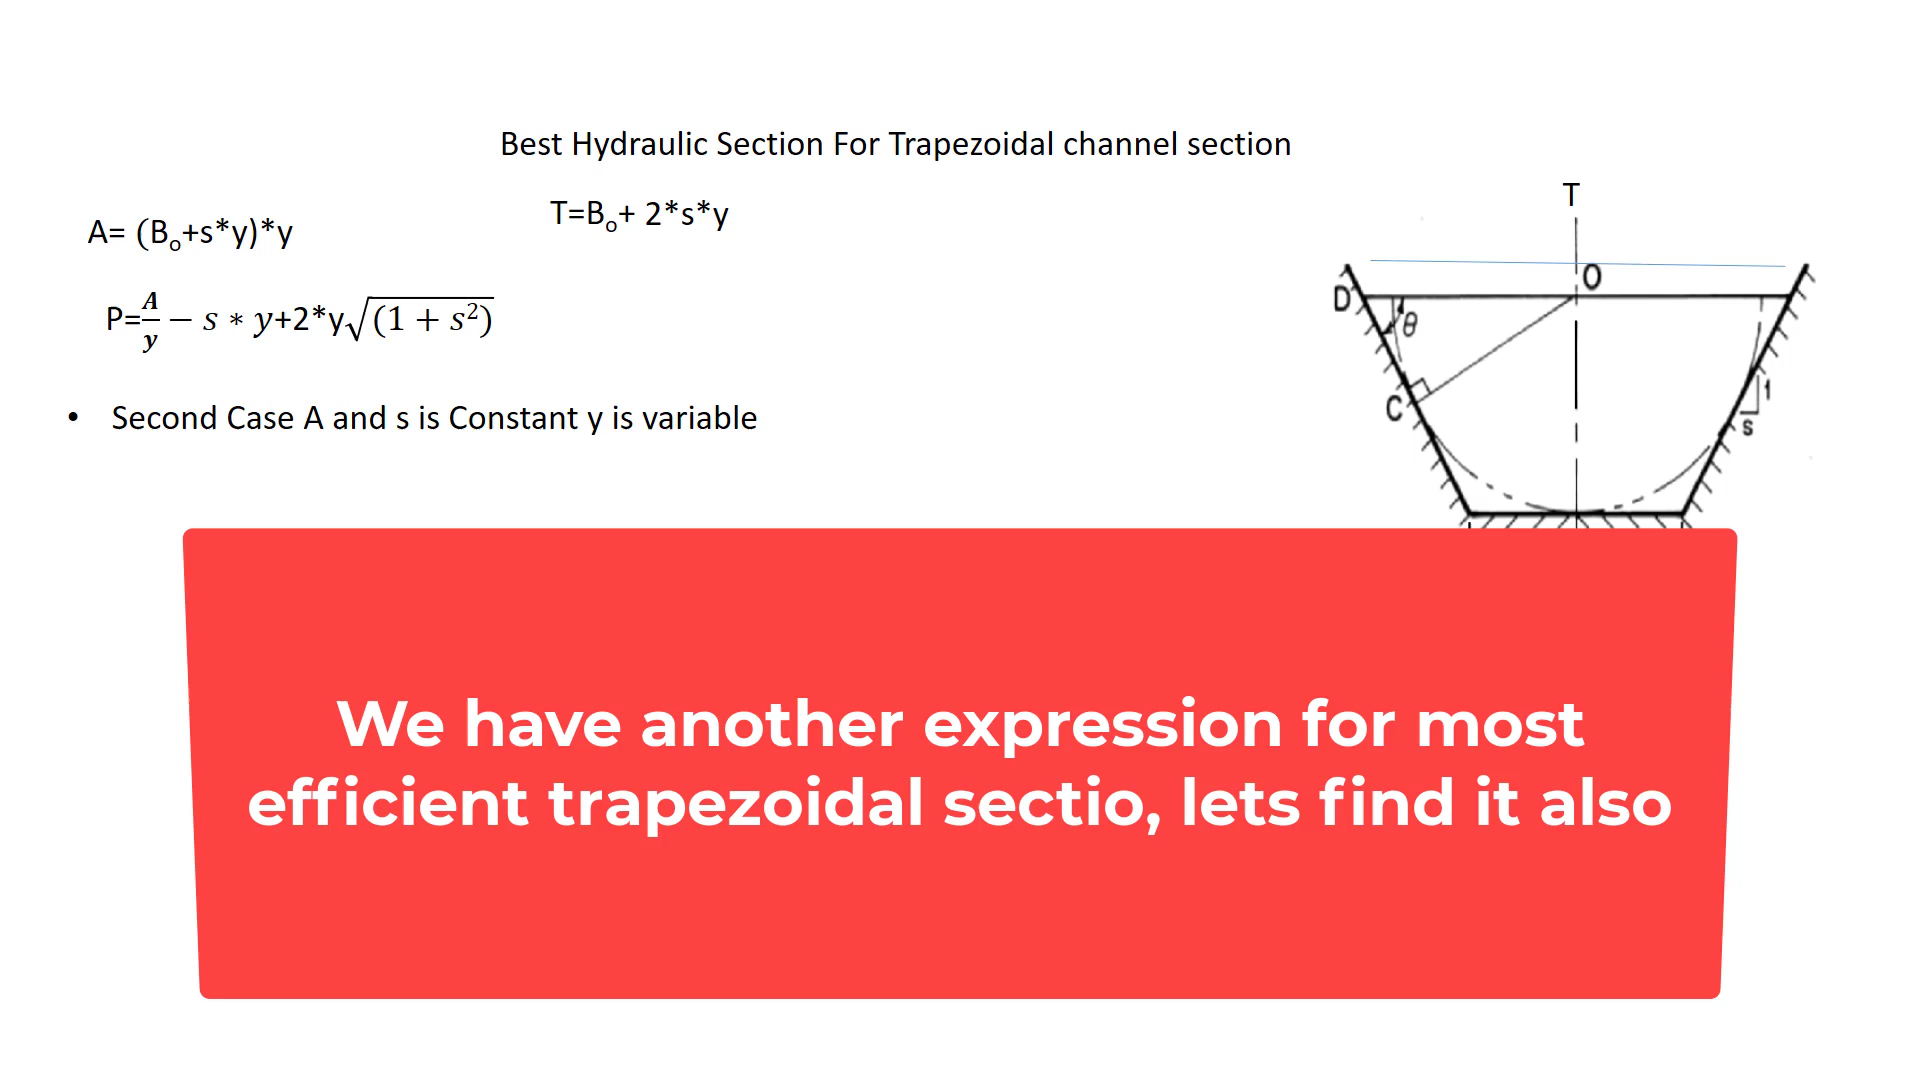 Best Hydraulic Section For Trapezoidal channel section
T=Bₒ+ 2*s*y
A= (Bₒ+s*y)*y
P=A/y − s ∗ y+2*y√(1 + s²)
• Second Case A and s is Constant y is variable
T
O
D
θ
C
1
s
We have another expression for most
efficient trapezoidal sectio, lets find it also